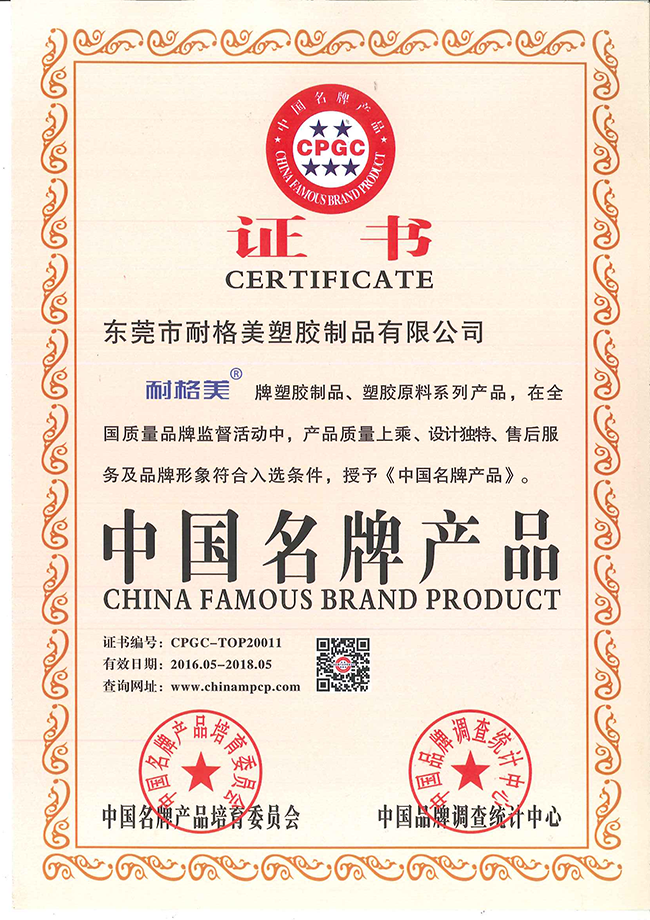 中国名牌产品
CPGC
CHINA FAMOUS BRAND PRODUCT
证 书
CERTIFICATE
东莞市耐格美塑胶制品有限公司
耐格美® 牌塑胶制品、塑胶原料系列产品，在全
国质量品牌监督活动中，产品质量上乘、设计独特、售后服
务及品牌形象符合入选条件，授予《中国名牌产品》。
中国名牌产品
CHINA FAMOUS BRAND PRODUCT
证书编号：CPGC-TOP20011
有效日期：2016.05-2018.05
查询网址：www.chinampcp.com
中国名牌产品培育委员会
中国品牌调查统计中心
中国名牌产品培育委员会
中国品牌调查统计中心